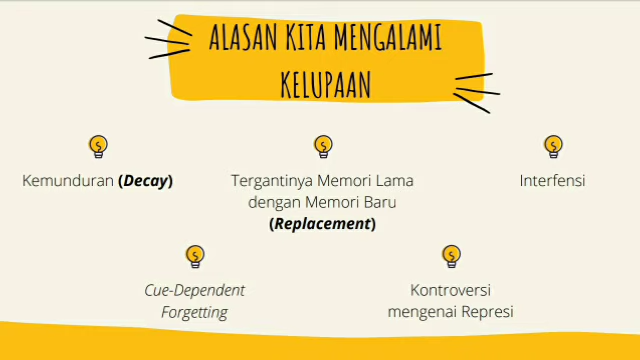 ALASAN KITA MENGALAMI
KELUPAAN
Kemunduran (Decay)
Tergantinya Memori Lama
dengan Memori Baru
(Replacement)
Interfensi
Cue-Dependent
Forgetting
Kontroversi
mengenai Represi